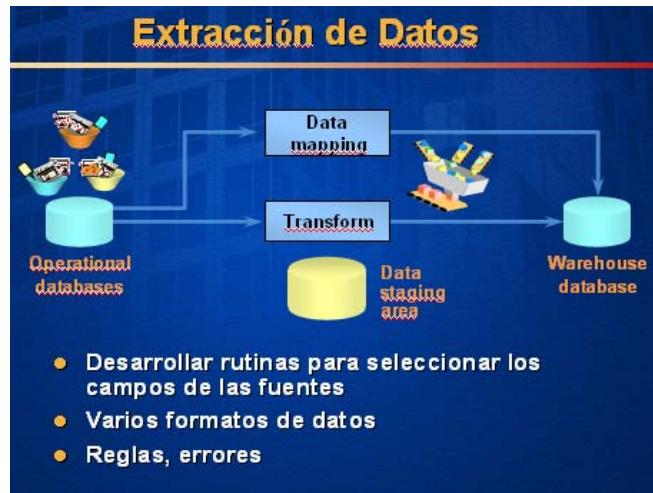 Extracción de Datos
Data
mapping
Transform
Operational
databases
Data
staging
area
Warehouse
database
Desarrollar rutinas para seleccionar los
campos de las fuentes
Varios formatos de datos
Reglas, errores